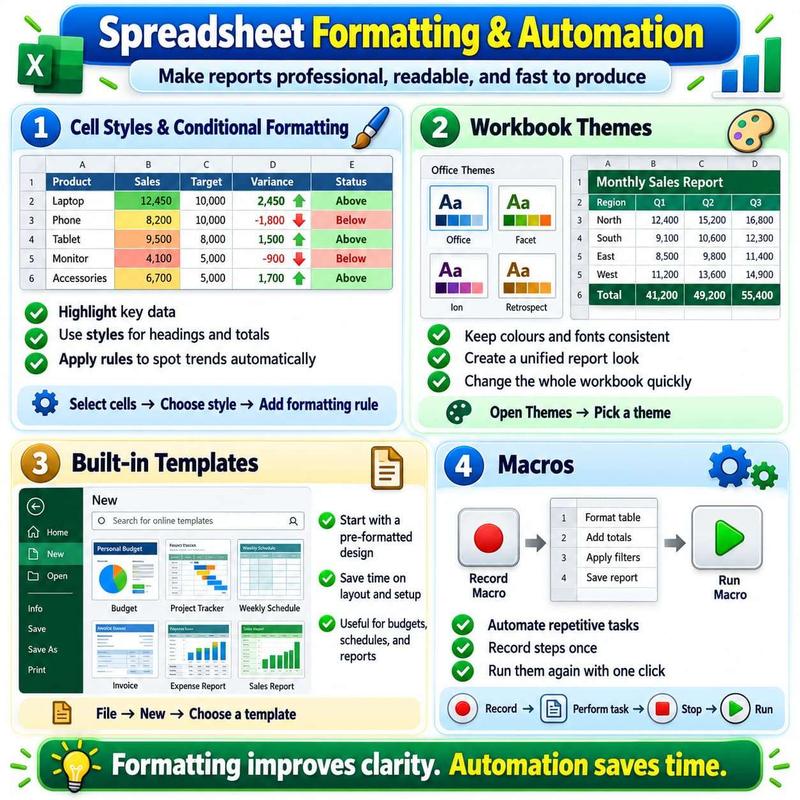 Spreadsheet Formatting & Automation
X
Make reports professional, readable, and fast to produce
1 Cell Styles & Conditional Formatting
A B C D E
1 Product Sales Target Variance Status
2 Laptop 12,450 10,000 2,450 Above
3 Phone 8,200 10,000 -1,800 Below
4 Tablet 9,500 8,000 1,500 Above
5 Monitor 4,100 5,000 -900 Below
6 Accessories 6,700 5,000 1,700 Above
Highlight key data
Use styles for headings and totals
Apply rules to spot trends automatically
Select cells → Choose style → Add formatting rule
2 Workbook Themes
Office Themes
Aa Aa
Office Facet
Aa Aa
Ion Retrospect
A B C D
1 Monthly Sales Report
2 Region Q1 Q2 Q3
3 North 12,400 15,200 16,800
4 South 9,100 10,600 12,300
5 East 8,500 9,800 11,400
West 11,200 13,600 14,900
6 Total 41,200 49,200 55,400
Keep colours and fonts consistent
Create a unified report look
Change the whole workbook quickly
Open Themes → Pick a theme
3 Built-in Templates
Home
New
Open
Info
Save
Save As
Print
New
Search for online templates
Personal Budget
Weekly Schedule
Budget Project Tracker Weekly Schedule
Invoice Expense Report Sales Report
Start with a
pre-formatted
design
Save time on
layout and setup
Useful for budgets,
schedules, and
reports
File → New → Choose a template
4 Macros
Record
Macro
1 Format table
2 Add totals
3 Apply filters
4 Save report
Run
Macro
Automate repetitive tasks
Record steps once
Run them again with one click
Record → Perform task → Stop → Run
Formatting improves clarity. Automation saves time.